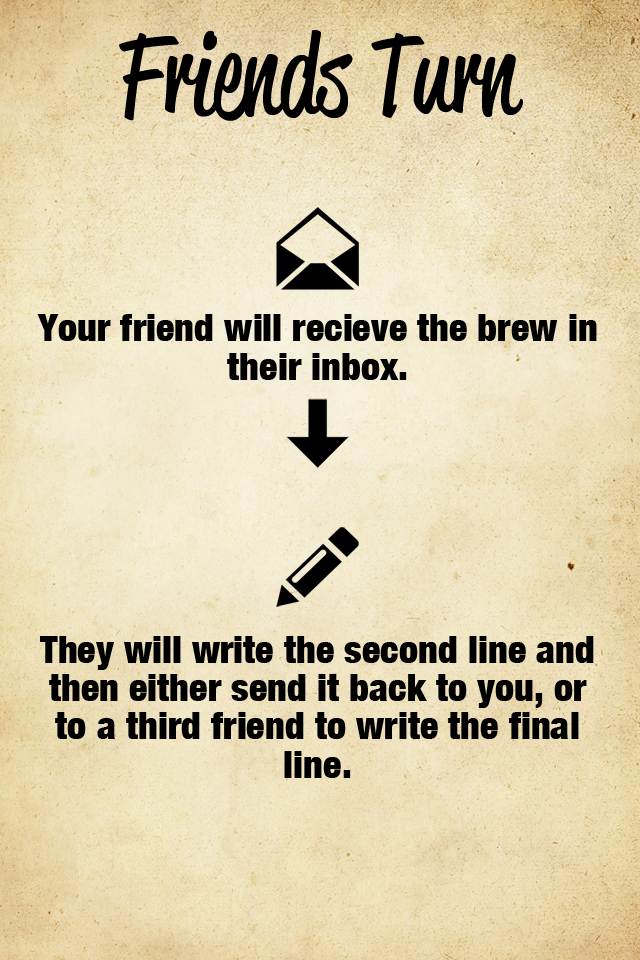 Friends Turn
Your friend will recieve the brew in
their inbox.
They will write the second line and
then either send it back to you, or
to a third friend to write the final
line.